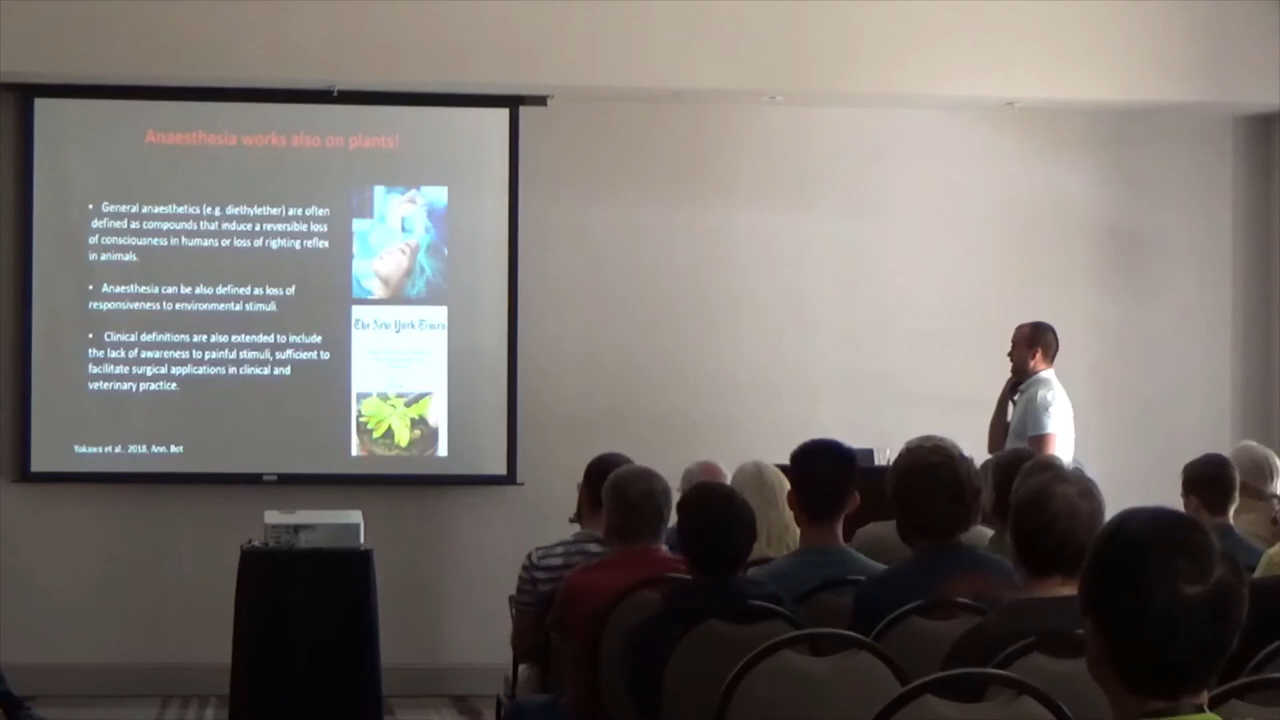 Anaesthesia works also on plants!
• General anaesthetics (e.g. diethylether) are often
defined as compounds that induce a reversible loss
of consciousness in humans or loss of righting reflex
in animals.
• Anaesthesia can be also defined as loss of
responsiveness to environmental stimuli.
• Clinical definitions are also extended to include
the lack of awareness to painful stimuli, sufficient to
facilitate surgical applications in clinical and
veterinary practice.
The New York Times
Yokawa et al., 2018, Ann. Bot